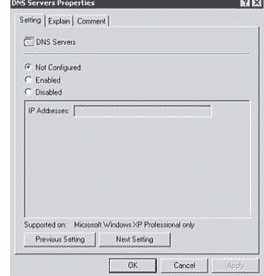 DNS Servers Properties
Setting Explain Comment
DNS Servers
Not Configured
Enabled
Disabled
IP Addresses:
Supported on: Microsoft Windows XP Professional only
Previous Setting Next Setting
OK Cancel Apply